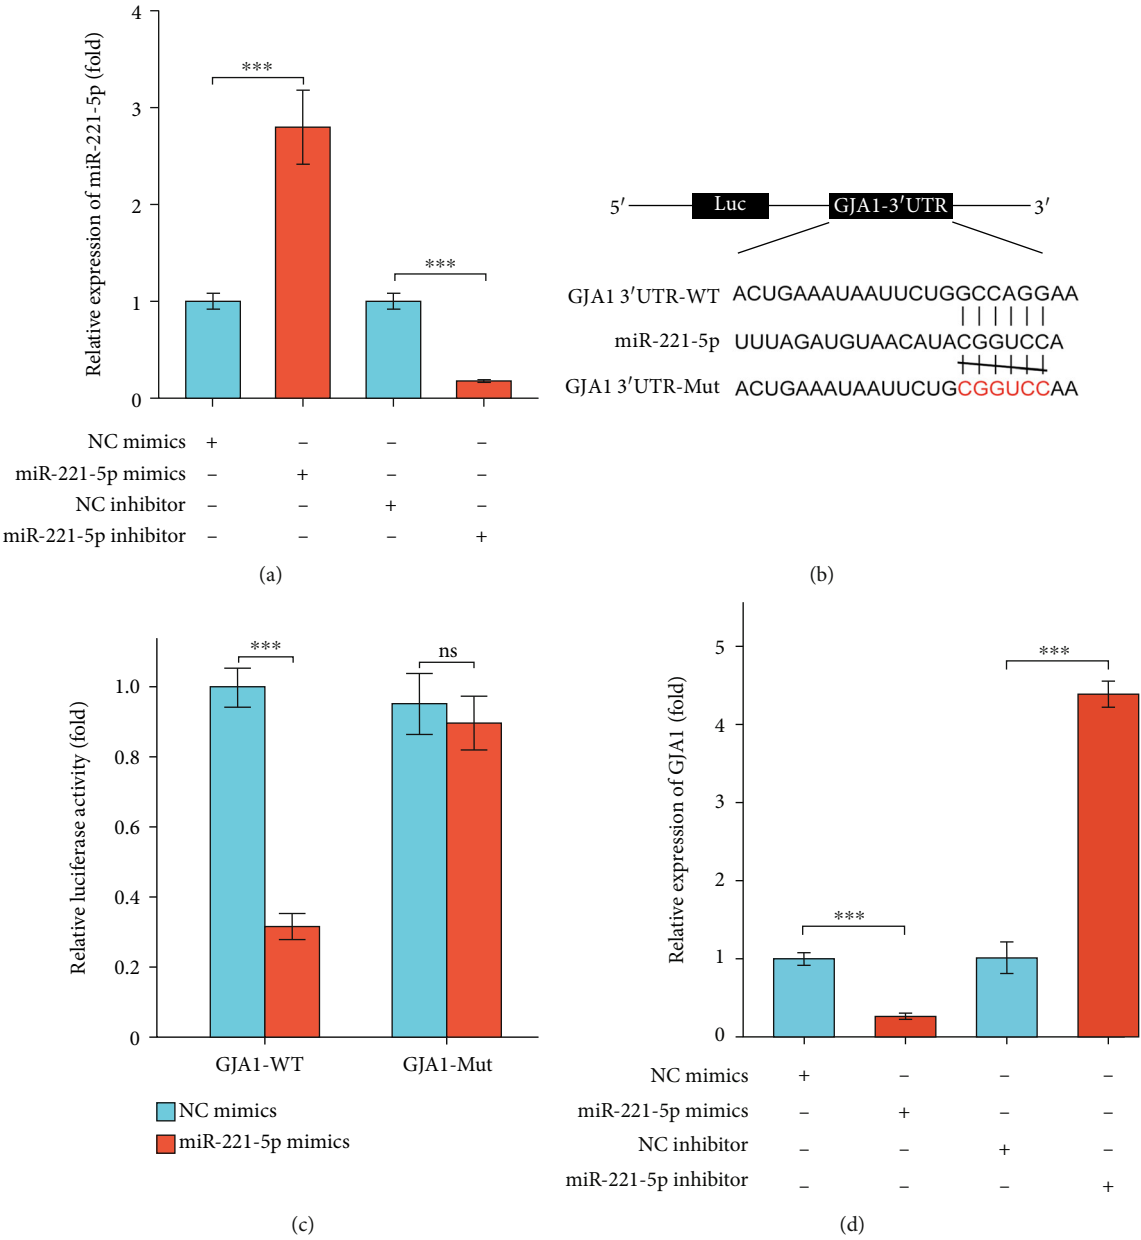 Relative expression of miR-221-5p (fold)
4
3
2
1
0
***
***
NC mimics + – – –
miR-221-5p mimics – + – –
NC inhibitor – – + –
miR-221-5p inhibitor – – – +
(a)
5′ Luc GJA1-3′UTR 3′
GJA1 3′UTR-WT ACUGAAAUAAUUCUGGCCAGGAA
miR-221-5p UUUAGAUGUAACAUACGGUCCA
GJA1 3′UTR-Mut ACUGAAAUAAUUCUGCGGUCCAA
(b)
Relative luciferase activity (fold)
1.0
0.8
0.6
0.4
0.2
0
***
ns
GJA1-WT GJA1-Mut
NC mimics
miR-221-5p mimics
(c)
Relative expression of GJA1 (fold)
5
4
3
2
1
0
***
***
NC mimics + – – –
miR-221-5p mimics – + – –
NC inhibitor – – + –
miR-221-5p inhibitor – – – +
(d)